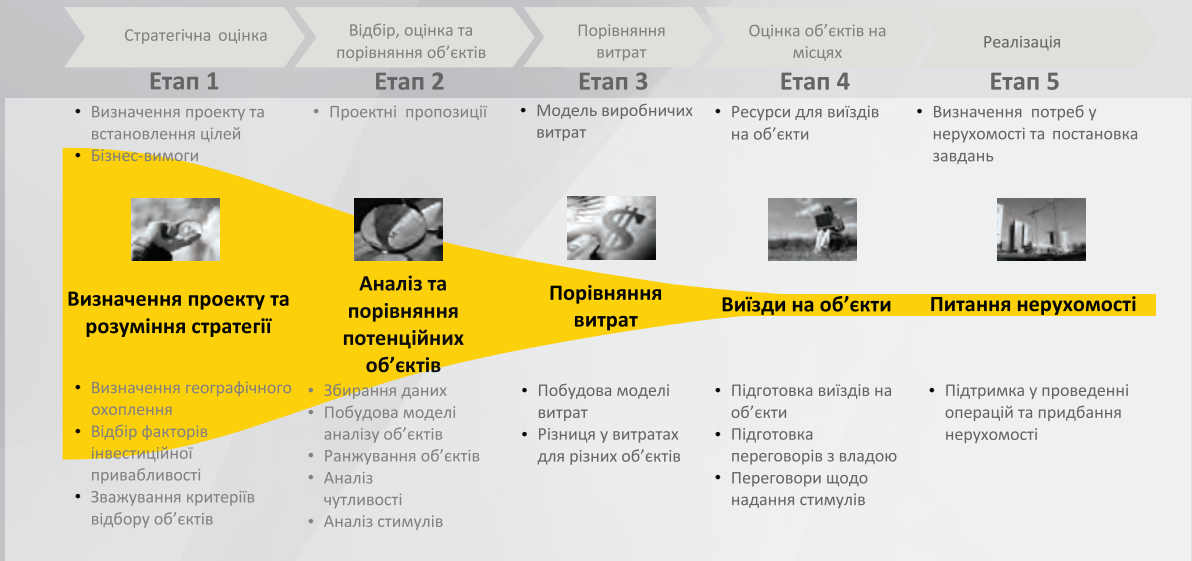 Стратегічна оцінка
Відбір, оцінка та
порівняння об’єктів
Порівняння
витрат
Оцінка об’єктів на
місцях
Реалізація
Етап 1
Етап 2
Етап 3
Етап 4
Етап 5
• Визначення проекту та
встановлення цілей
• Бізнес-вимоги
• Проектні пропозиції
• Модель виробничих
витрат
• Ресурси для виїздів
на об’єкти
• Визначення потреб у
нерухомості та постановка
завдань
Визначення проекту та
розуміння стратегії
Аналіз та
порівняння
потенційних
об’єктів
Порівняння
витрат
Виїзди на об’єкти
Питання нерухомості
• Визначення географічного
охоплення
• Відбір факторів
інвестиційної
привабливості
• Зважування критеріїв
відбору об’єктів
• Збирання даних
• Побудова моделі
аналізу об’єктів
• Ранжування об’єктів
• Аналіз
чутливості
• Аналіз стимулів
• Побудова моделі
витрат
• Різниця у витратах
для різних об’єктів
• Підготовка виїздів на
об’єкти
• Підготовка
переговорів з владою
• Переговори щодо
надання стимулів
• Підтримка у проведенні
операцій та придбання
нерухомості